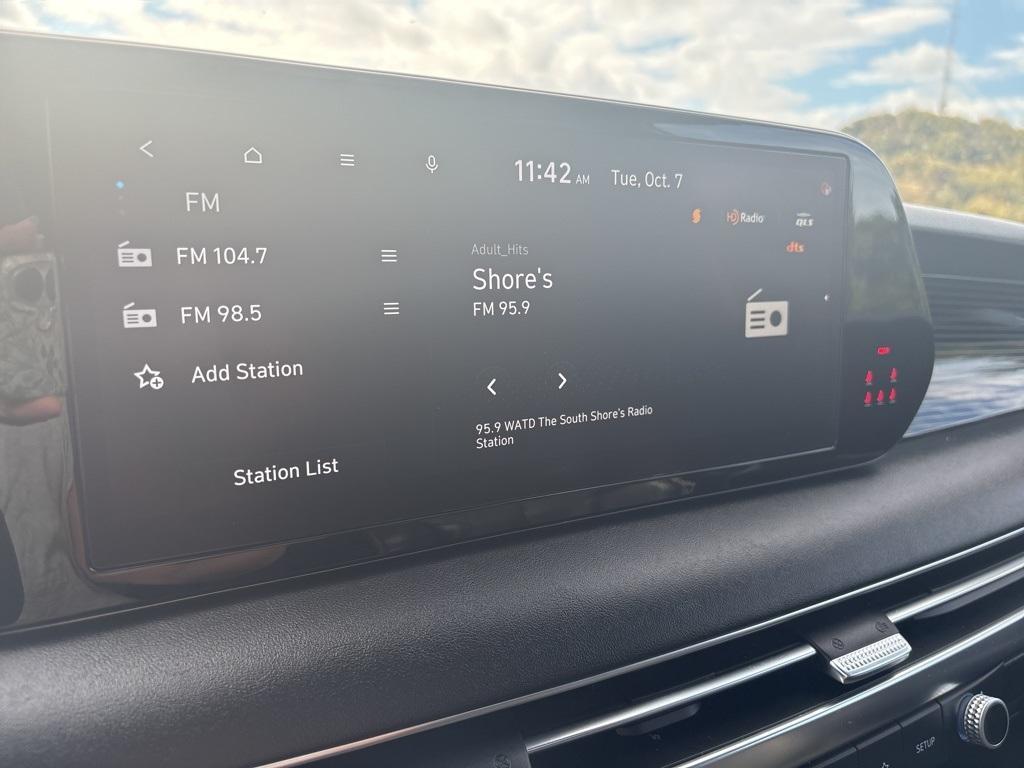 11:42 AM
Tue, Oct. 7
FM
HD Radio
QLS
dts
FM 104.7
FM 98.5
Add Station
Station List
Adult_Hits
Shore's
FM 95.9
95.9 WATD The South Shore's Radio
Station
SETUP